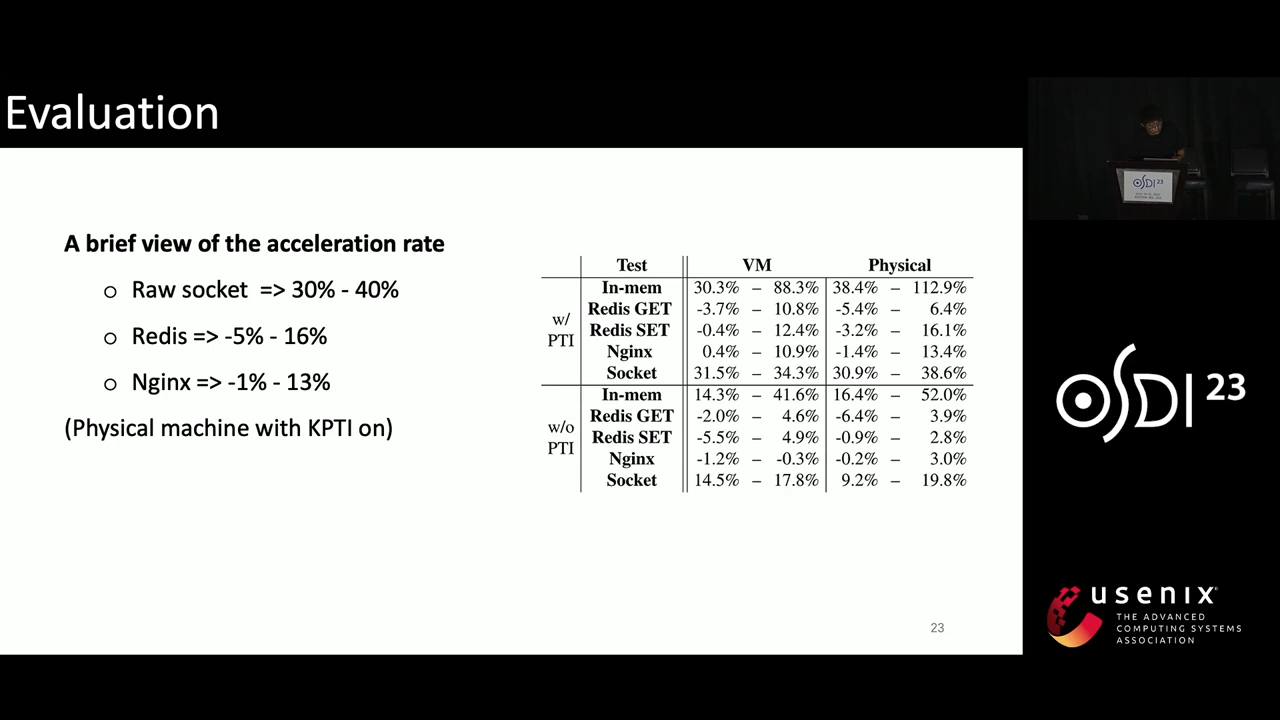 Evaluation
A brief view of the acceleration rate
o Raw socket => 30% - 40%
o Redis => -5% - 16%
o Nginx => -1% - 13%
(Physical machine with KPTI on)
Test VM Physical
w/ PTI
In-mem 30.3% – 88.3% 38.4% – 112.9%
Redis GET -3.7% – 10.8% -5.4% – 6.4%
Redis SET -0.4% – 12.4% -3.2% – 16.1%
Nginx 0.4% – 10.9% -1.4% – 13.4%
Socket 31.5% – 34.3% 30.9% – 38.6%
w/o PTI
In-mem 14.3% – 41.6% 16.4% – 52.0%
Redis GET -2.0% – 4.6% -6.4% – 3.9%
Redis SET -5.5% – 4.9% -0.9% – 2.8%
Nginx -1.2% – -0.3% -0.2% – 3.0%
Socket 14.5% – 17.8% 9.2% – 19.8%
23
OSDI 23
OSDI 23
usenix
THE ADVANCED
COMPUTING SYSTEMS
ASSOCIATION